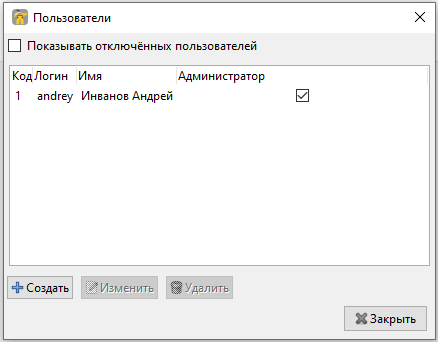 Пользователи
Показывать отключённых пользователей
Код Логин Имя Администратор
1 andrey Инванов Андрей
Создать Изменить Удалить
Закрыть